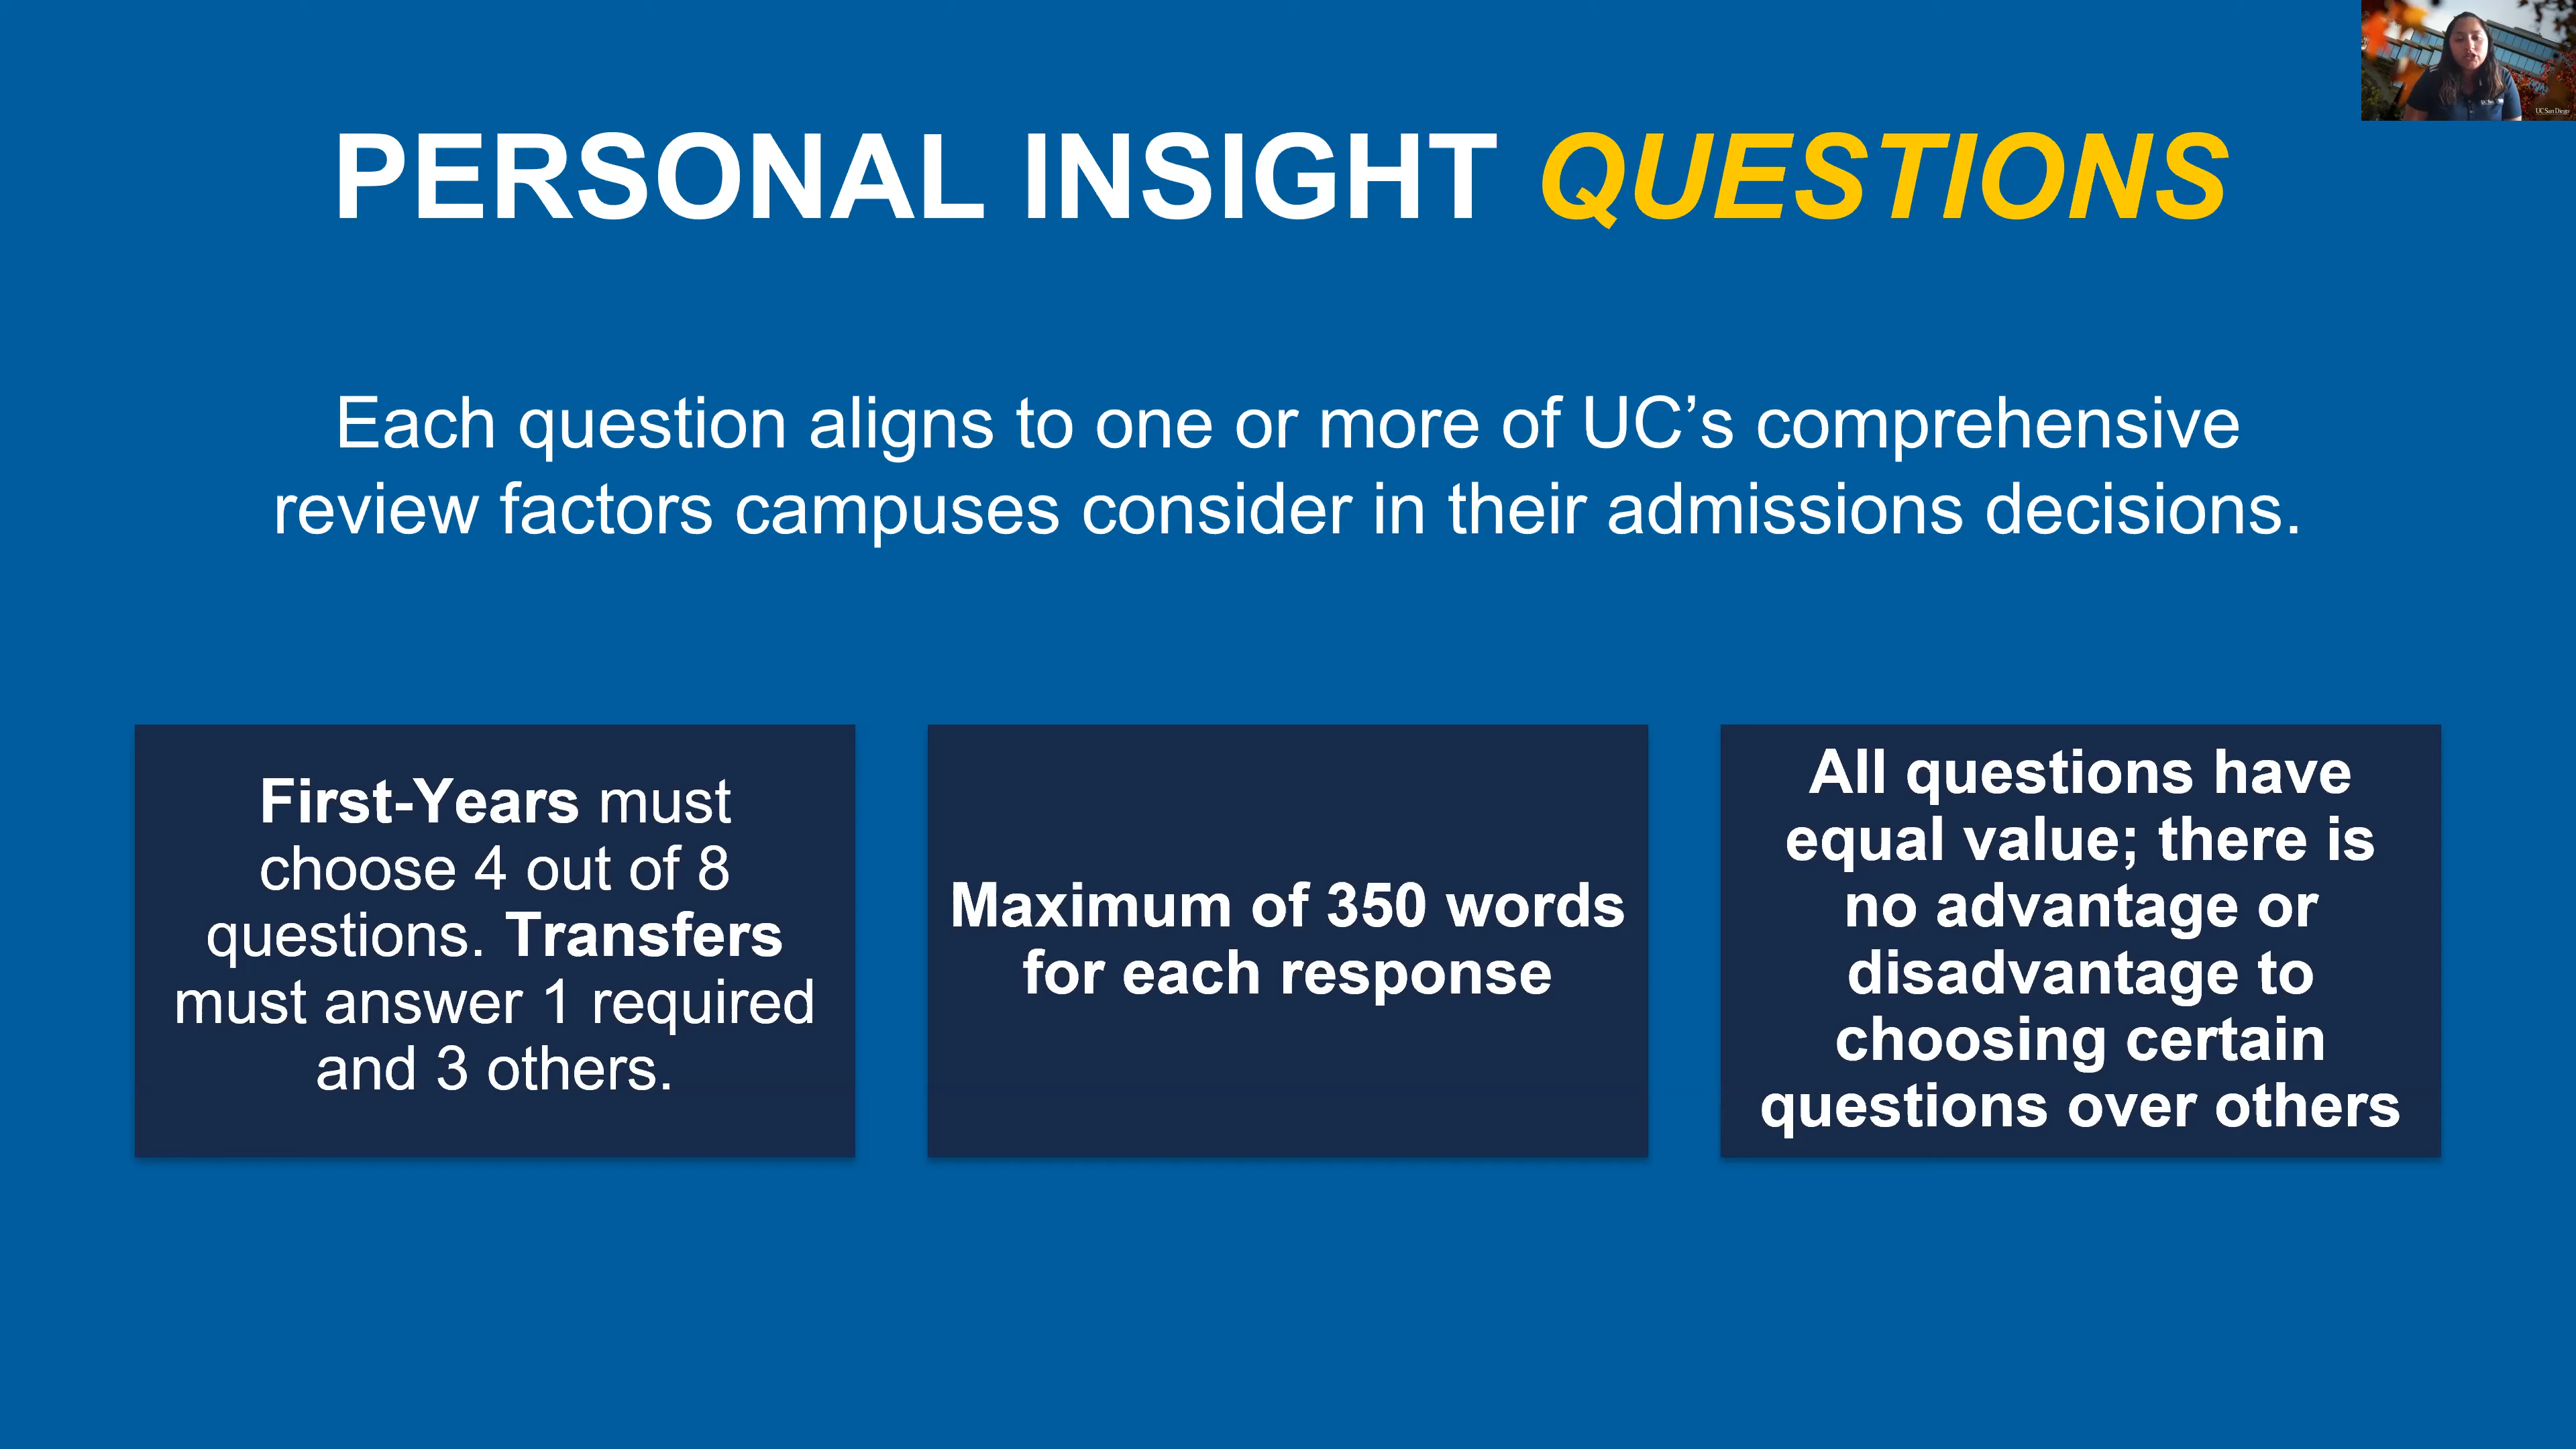 PERSONAL INSIGHT QUESTIONS
Each question aligns to one or more of UC’s comprehensive
review factors campuses consider in their admissions decisions.
First-Years must
choose 4 out of 8
questions. Transfers
must answer 1 required
and 3 others.
Maximum of 350 words
for each response
All questions have
equal value; there is
no advantage or
disadvantage to
choosing certain
questions over others
UC San Diego